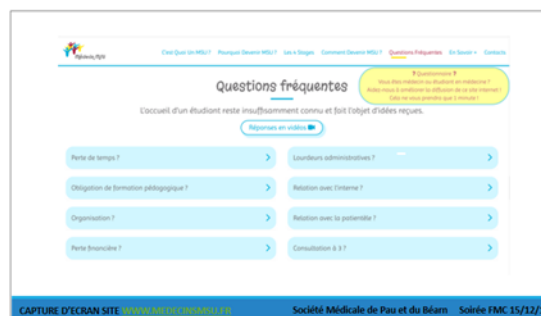 Médecins MSU
C'est Quoi Un MSU ? Pourquoi Devenir MSU ? Les 4 Stages Comment Devenir MSU ? Questions Fréquentes En Savoir + Contacts
? Questionnaire ?
Vous êtes médecin ou étudiant en médecine ?
Aidez-nous à améliorer la diffusion de ce site internet !
Cela ne vous prendra que 1 minute !
Questions fréquentes
L'accueil d'un étudiant reste insuffisamment connu et fait l'objet d'idées reçues.
Réponses en vidéos
Perte de temps ?
Lourdeurs administratives ?
Obligation de formation pédagogique ?
Relation avec l'interne ?
Organisation ?
Relation avec la patientèle ?
Perte financière ?
Consultation à 3 ?
CAPTURE D'ECRAN SITE WWW.MEDECINSMSU.FR Société Médicale de Pau et du Béarn Soirée FMC 15/12/